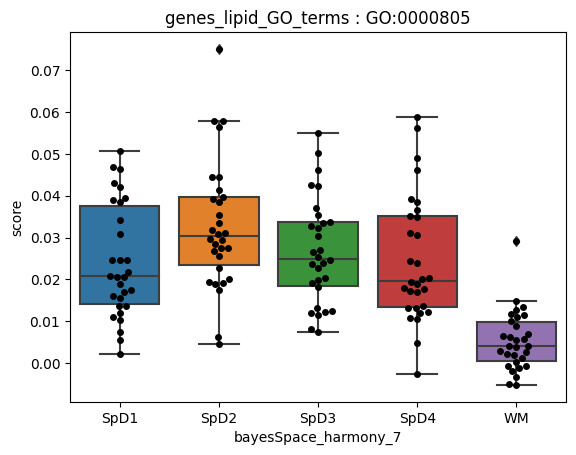 genes_lipid_GO_terms : GO:0000805
score
0.07
0.06
0.05
0.04
0.03
0.02
0.01
0.00
SpD1 SpD2 SpD3 SpD4 WM
bayesSpace_harmony_7